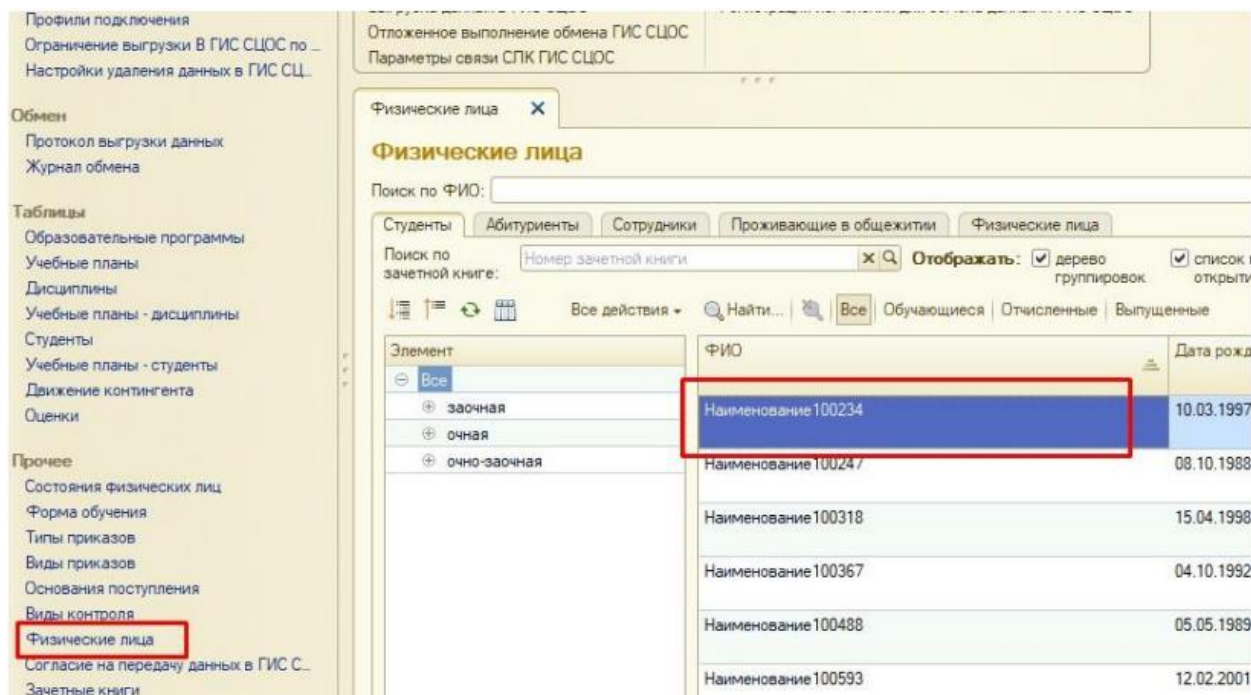 Профили подключения
Ограничение выгрузки В ГИС СЦОС по ...
Настройки удаления данных в ГИС СЦ...
Обмен
Протокол выгрузки данных
Журнал обмена
Таблицы
Образовательные программы
Учебные планы
Дисциплины
Учебные планы - дисциплины
Студенты
Учебные планы - студенты
Движение контингента
Оценки
Прочее
Состояния физических лиц
Форма обучения
Типы приказов
Виды приказов
Основания поступления
Виды контроля
Физические лица
Согласие на передачу данных в ГИС С...
Зачетные книги
Отложенное выполнение обмена ГИС СЦОС
Параметры связи СПК ГИС СЦОС
Физические лица
Физические лица
Поиск по ФИО:
Студенты Абитуриенты Сотрудники Проживающие в общежитии Физические лица
Поиск по зачетной книге: Номер зачетной книги Отображать: дерево группировок список
Все действия Найти... Все Обучающиеся Отчисленные Выпущенные
Элемент ФИО Дата рожд
Все
заочная
очная
очно-заочная
Наименование100234 10.03.1997
Наименование100247 08.10.1988
Наименование100318 15.04.1998
Наименование100367 04.10.1992
Наименование100488 05.05.1989
Наименование100593 12.02.2001